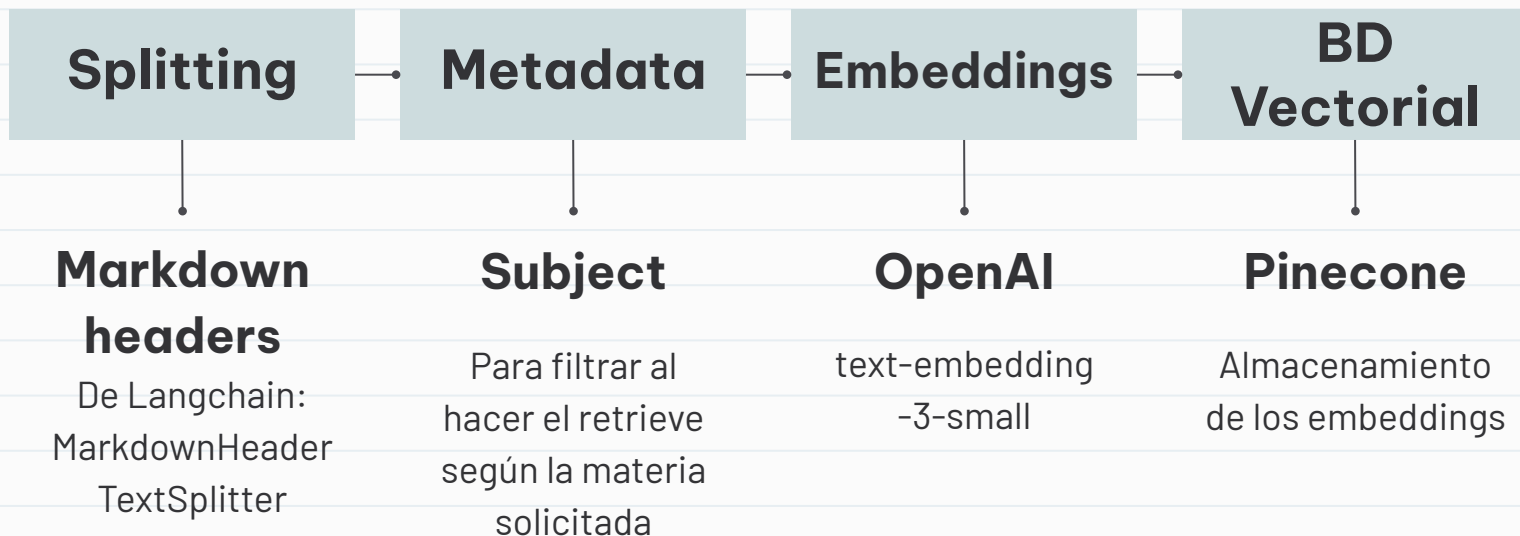 Splitting
Metadata
Embeddings
BD
Vectorial
Markdown
headers
De Langchain:
MarkdownHeader
TextSplitter
Subject
Para filtrar al
hacer el retrieve
según la materia
solicitada
OpenAI
text-embedding
-3-small
Pinecone
Almacenamiento
de los embeddings